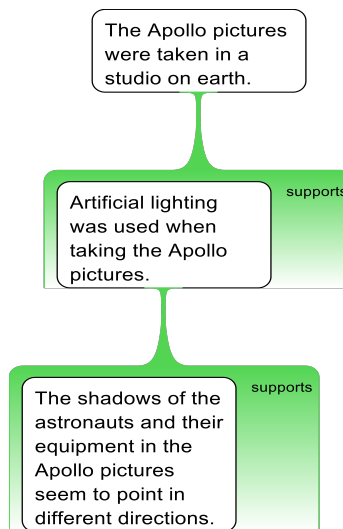 The Apollo pictures
were taken in a
studio on earth.
supports
Artificial lighting
was used when
taking the Apollo
pictures.
supports
The shadows of the
astronauts and their
equipment in the
Apollo pictures
seem to point in
different directions.